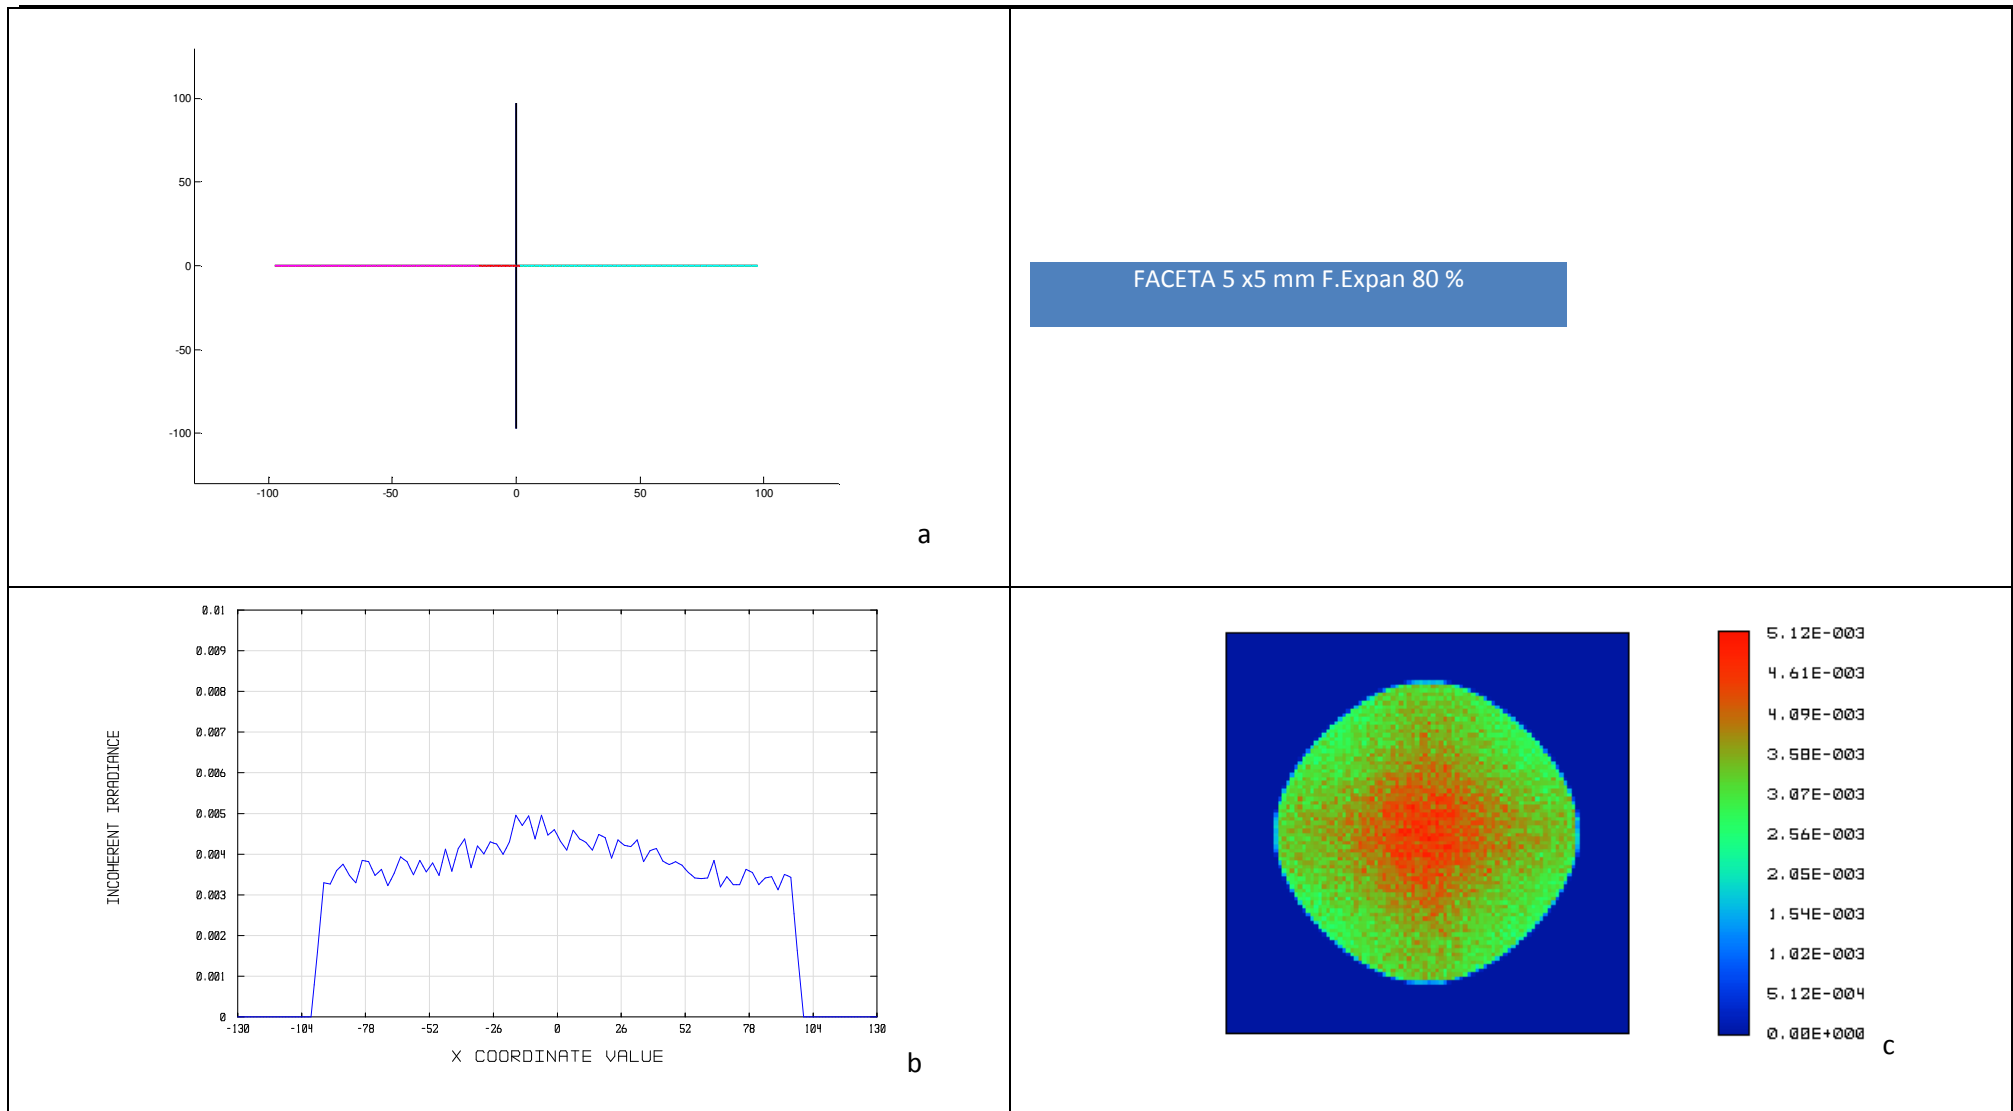 100
50
0
-50
-100
-100 -50 0 50 100
a
FACETA 5 x5 mm F.Expan 80 %
0.01
0.009
0.008
0.007
0.006
0.005
0.004
0.003
0.002
0.001
0
-130 -104 -78 -52 -26 0 26 52 78 104 130
INCOHERENT IRRADIANCE
X COORDINATE VALUE
b
5.12E-003
4.61E-003
4.09E-003
3.58E-003
3.07E-003
2.56E-003
2.05E-003
1.54E-003
1.02E-003
5.12E-004
0.00E+000
c